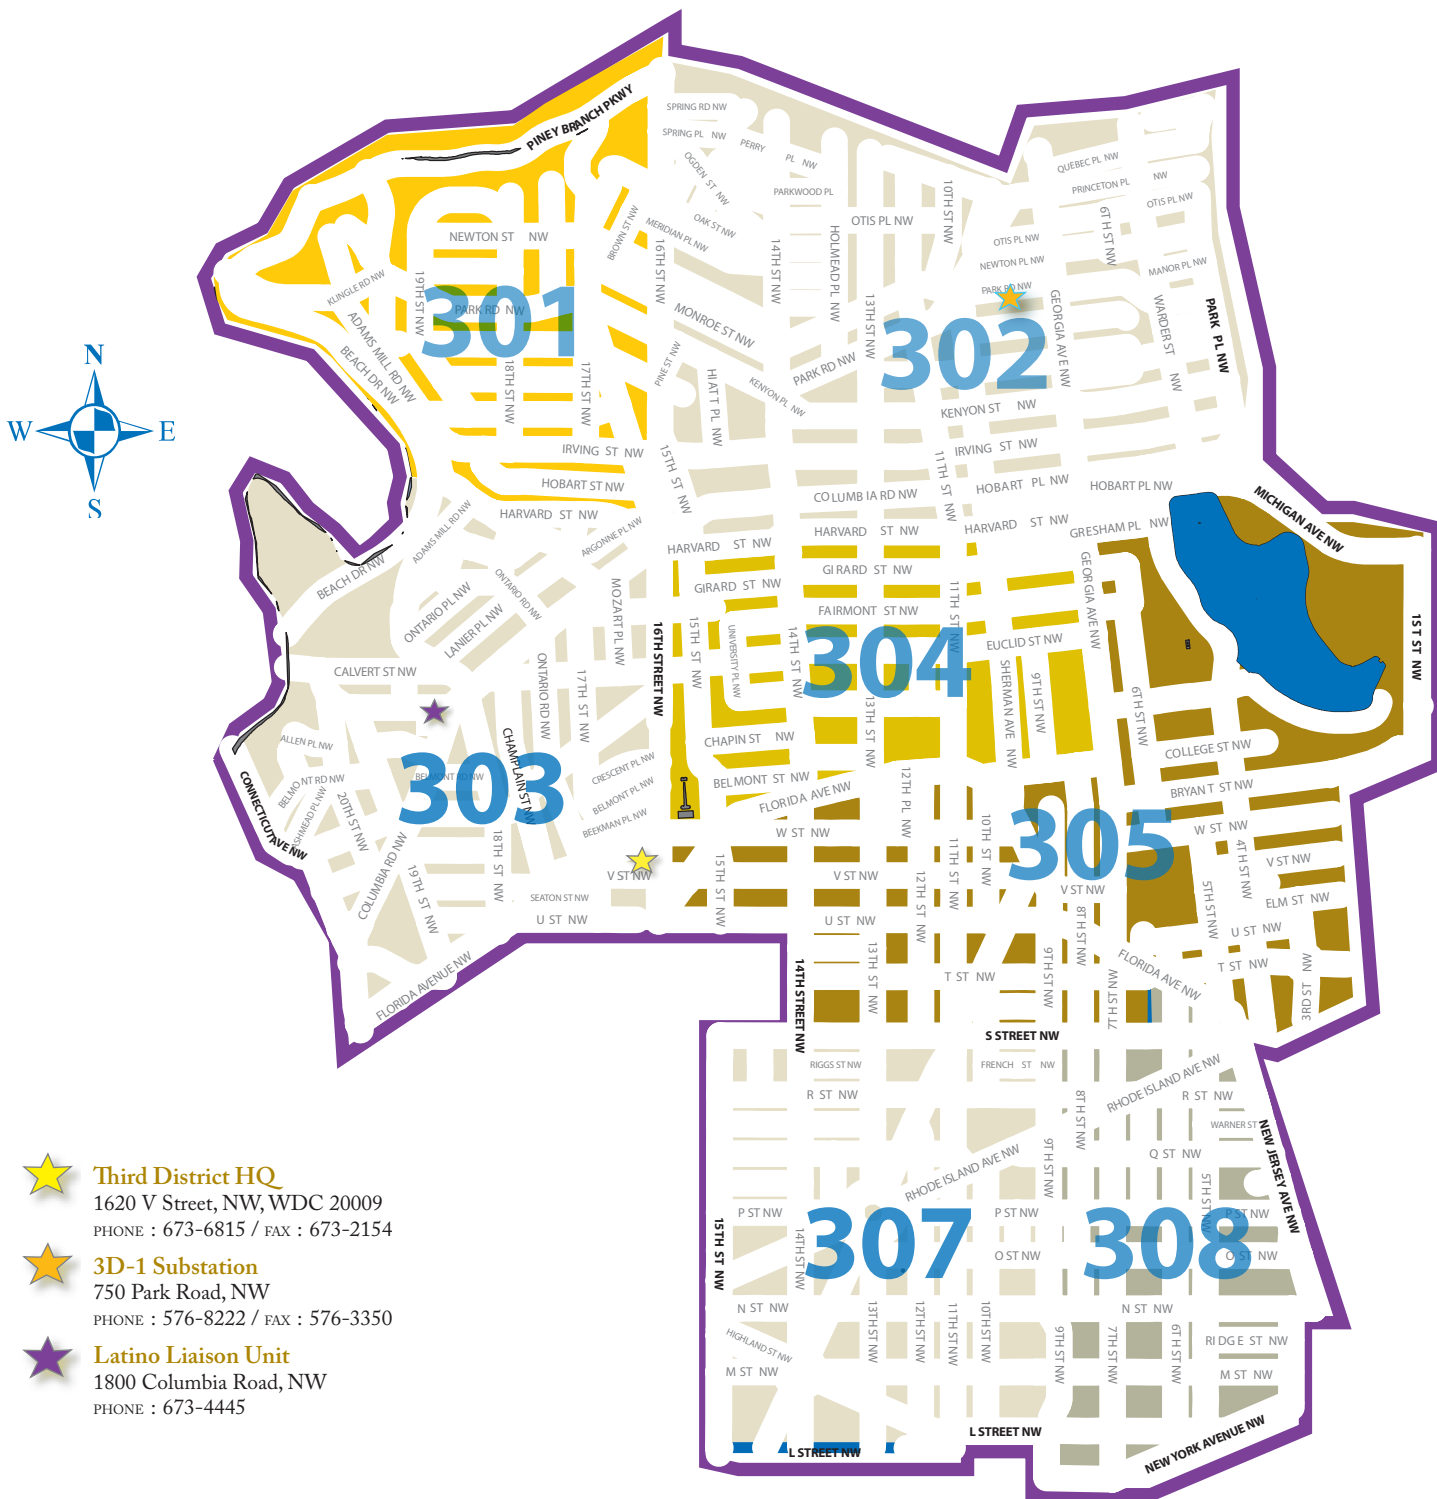 PINEY BRANCH PKWY
SPRING RD NW
SPRING PL NW
PERRY PL NW
OGDEN ST NW
PARKWOOD PL
QUEBEC PL NW
PRINCETON PL NW
OTIS PL NW
10TH ST NW
6TH ST NW
OTIS PL NW
OAK ST NW
MERIDIAN PL NW
BROWN ST NW
NEWTON ST NW
16TH ST NW
14TH ST NW
HOLMEAD PL NW
OTIS PL NW
NEWTON PL NW
MANOR PL NW
KLINGLE RD NW
19TH ST NW
PARK RD NW
301
PARK RD NW
13TH ST NW
302
GEORGIA AVE NW
WARDER ST NW
PARK PL NW
ADAMS MILL RD NW
BEACH DR NW
MONROE ST NW
PINE ST NW
18TH ST NW
17TH ST NW
HIATT PL NW
KENYON PL NW
PARK RD NW
KENYON ST NW
N
W
E
S
IRVING ST NW
IRVING ST NW
15TH ST NW
11TH ST NW
HOBART ST NW
COLUMBIA RD NW
HOBART PL NW
HOBART PL NW
MICHIGAN AVE NW
HARVARD ST NW
ADAMS MILL RD NW
ARGONNE PL NW
HARVARD ST NW
HARVARD ST NW
HARVARD ST NW
GRESHAM PL NW
BEACH DR NW
ONTARIO PL NW
ONTARIO RD NW
LANIER PL NW
MOZART PL NW
GIRARD ST NW
GIRARD ST NW
FAIRMONT ST NW
11TH ST NW
GEORGIA AVE NW
EUCLID ST NW
1ST ST NW
16TH STREET NW
15TH ST NW
UNIVERSITY PL NW
14TH ST NW
304
CALVERT ST NW
ONTARIO RD NW
17TH ST NW
SHERMAN AVE NW
9TH ST NW
6TH ST NW
13TH ST NW
ALLEN PL NW
CHAMPLAIN ST NW
CHAPIN ST NW
COLLEGE ST NW
CONNECTICUT AVE NW
BELMONT RD NW
BELMONT RD NW
303
CRESCENT PL NW
BELMONT PL NW
BEEKMAN PL NW
BELMONT ST NW
FLORIDA AVE NW
12TH PL NW
BRYANT ST NW
20TH ST NW
COLUMBIA RD NW
19TH ST NW
18TH ST NW
W ST NW
10TH ST NW
305
W ST NW
4TH ST NW
V ST NW
V ST NW
15TH ST NW
V ST NW
12TH ST NW
11TH ST NW
V ST NW
5TH ST NW
ELM ST NW
SEATON ST NW
U ST NW
U ST NW
8TH ST NW
U ST NW
FLORIDA AVENUE NW
14TH STREET NW
13TH ST NW
T ST NW
9TH ST NW
7TH ST NW
FLORIDA AVE NW
T ST NW
3RD ST NW
S STREET NW
RIGGS ST NW
FRENCH ST NW
RHODE ISLAND AVE NW
R ST NW
8TH ST NW
R ST NW
WARNER ST
NEW JERSEY AVE NW
RHODE ISLAND AVE NW
9TH ST NW
Q ST NW
5TH ST NW
15TH ST NW
P ST NW
14TH ST NW
307
P ST NW
308
P ST NW
O ST NW
O ST NW
N ST NW
13TH ST NW
12TH ST NW
11TH ST NW
10TH ST NW
N ST NW
HIGHLAND ST NW
9TH ST NW
7TH ST NW
6TH ST NW
RIDGE ST NW
M ST NW
M ST NW
L STREET NW
L STREET NW
NEW YORK AVENUE NW
Third District HQ
1620 V Street, NW, WDC 20009
PHONE : 673-6815 / FAX : 673-2154
3D-1 Substation
750 Park Road, NW
PHONE : 576-8222 / FAX : 576-3350
Latino Liaison Unit
1800 Columbia Road, NW
PHONE : 673-4445